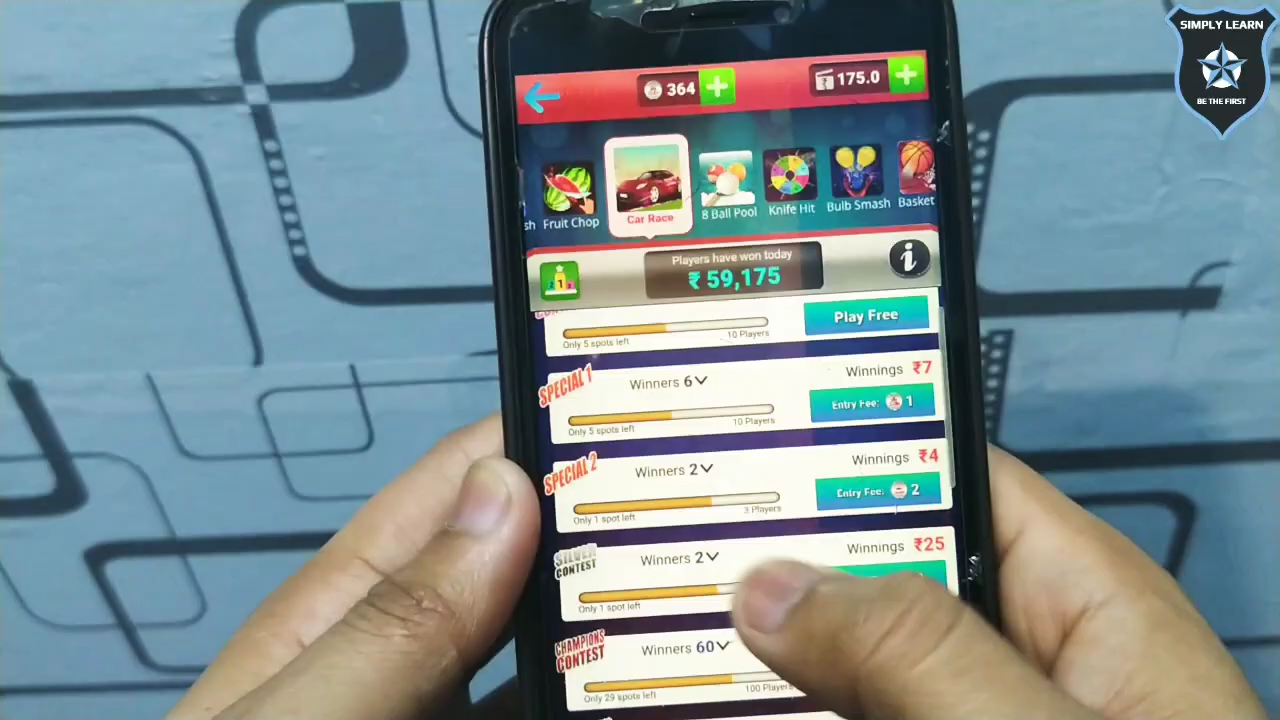 SIMPLY LEARN
BE THE FIRST
364
175.0
sh
Fruit Chop
Car Race
8 Ball Pool
Knife Hit
Bulb Smash
Basket
Players have won today
₹ 59,175
Play Free
Only 5 spots left
10 Players
SPECIAL 1
Winners 6
Winnings ₹7
Entry Fee: 1
Only 5 spots left
10 Players
SPECIAL 2
Winners 2
Winnings ₹4
Entry Fee: 2
Only 1 spot left
3 Players
SILVER
CONTEST
Winners 2
Winnings ₹25
Only 1 spot left
CHAMPIONS
CONTEST
Winners 60
Only 29 spots left
100 Players